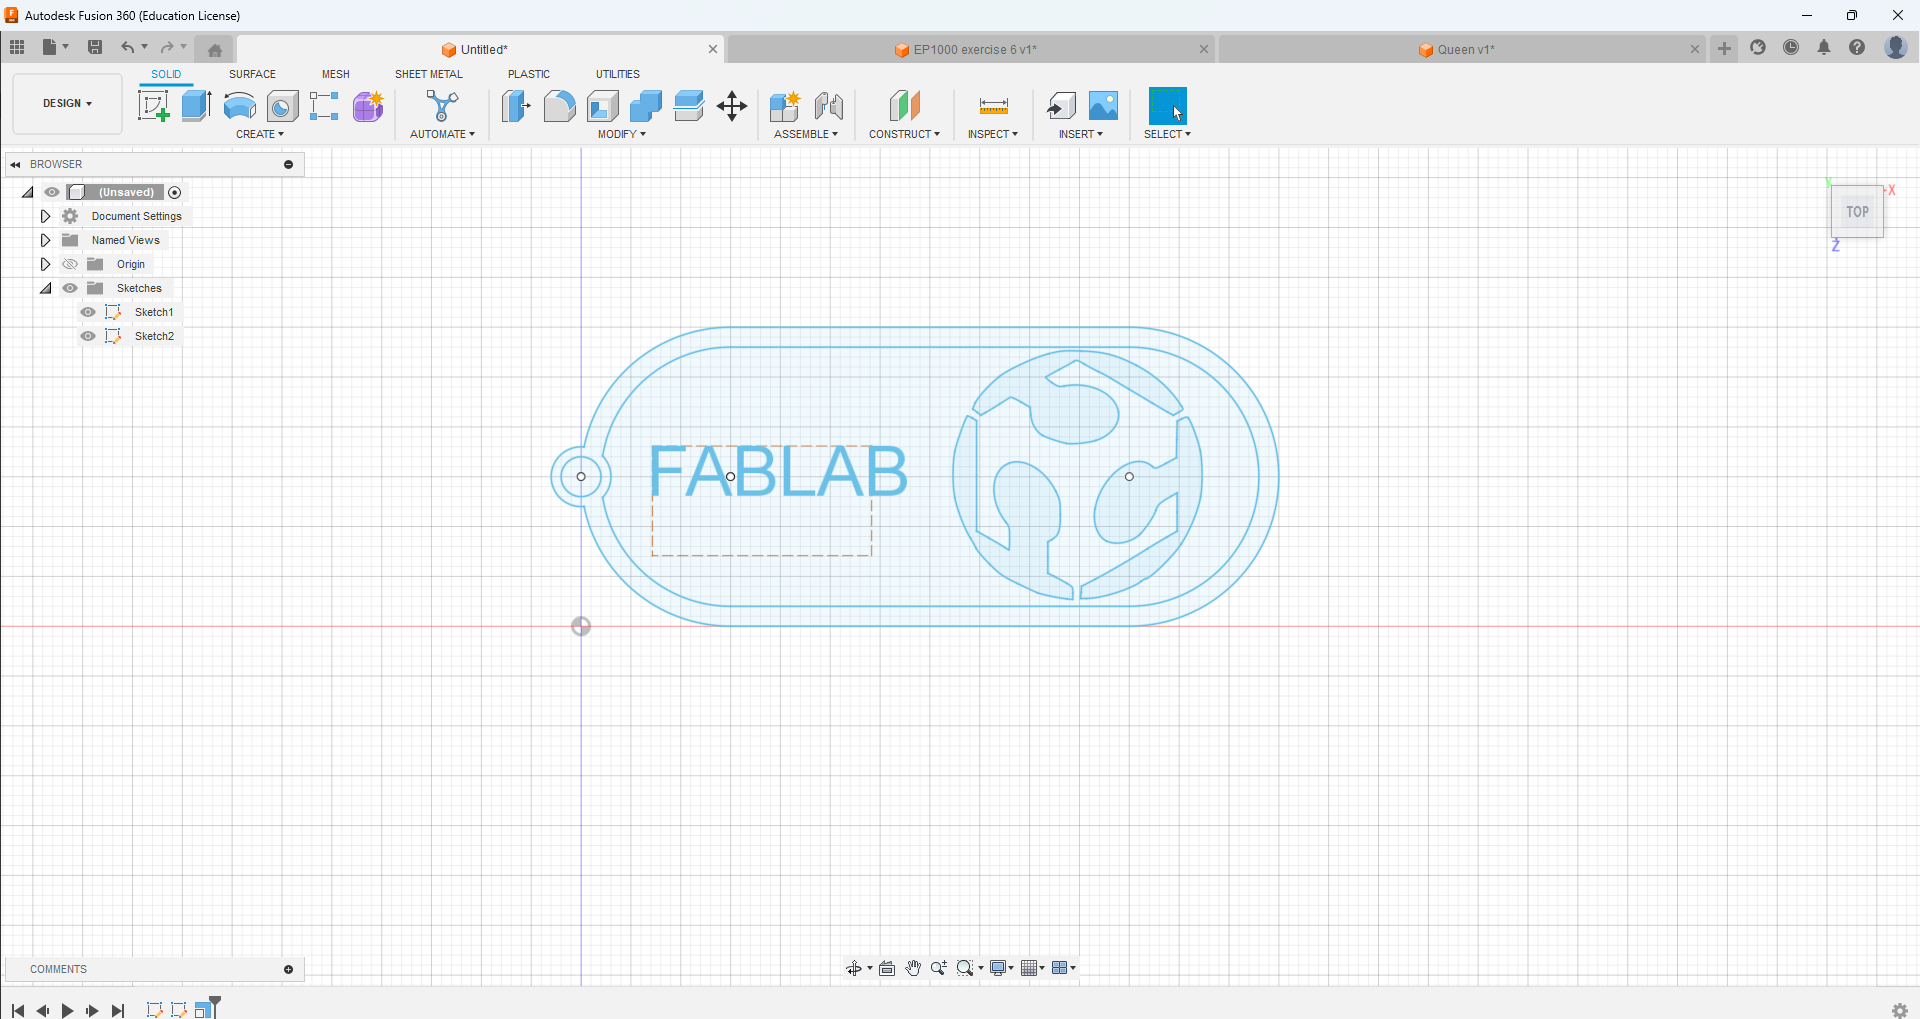 Autodesk Fusion 360 (Education License)
Untitled*
EP1000 exercise 6 v1*
Queen v1*
SOLID
SURFACE
MESH
SHEET METAL
PLASTIC
UTILITIES
DESIGN
CREATE
AUTOMATE
MODIFY
ASSEMBLE
CONSTRUCT
INSPECT
INSERT
SELECT
BROWSER
(Unsaved)
Document Settings
Named Views
Origin
Sketches
Sketch1
Sketch2
Y
-X
TOP
Z
FABLAB
COMMENTS